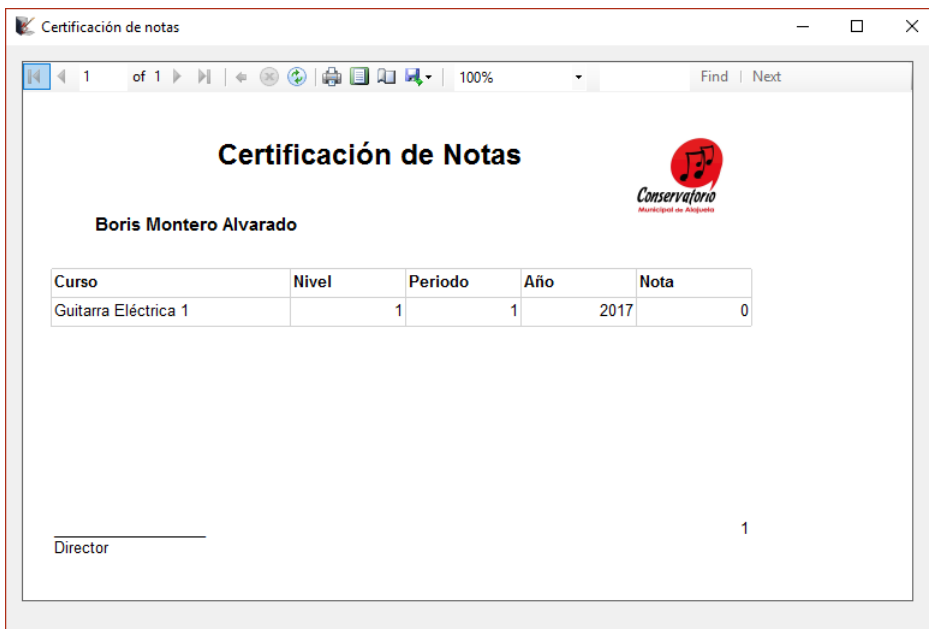 Certificación de notas
1 of 1 100% Find | Next
Certificación de Notas
Conservatorio
Municipal de Alajuela
Boris Montero Alvarado
Curso Nivel Periodo Año Nota
Guitarra Eléctrica 1 1 1 2017 0
1
Director